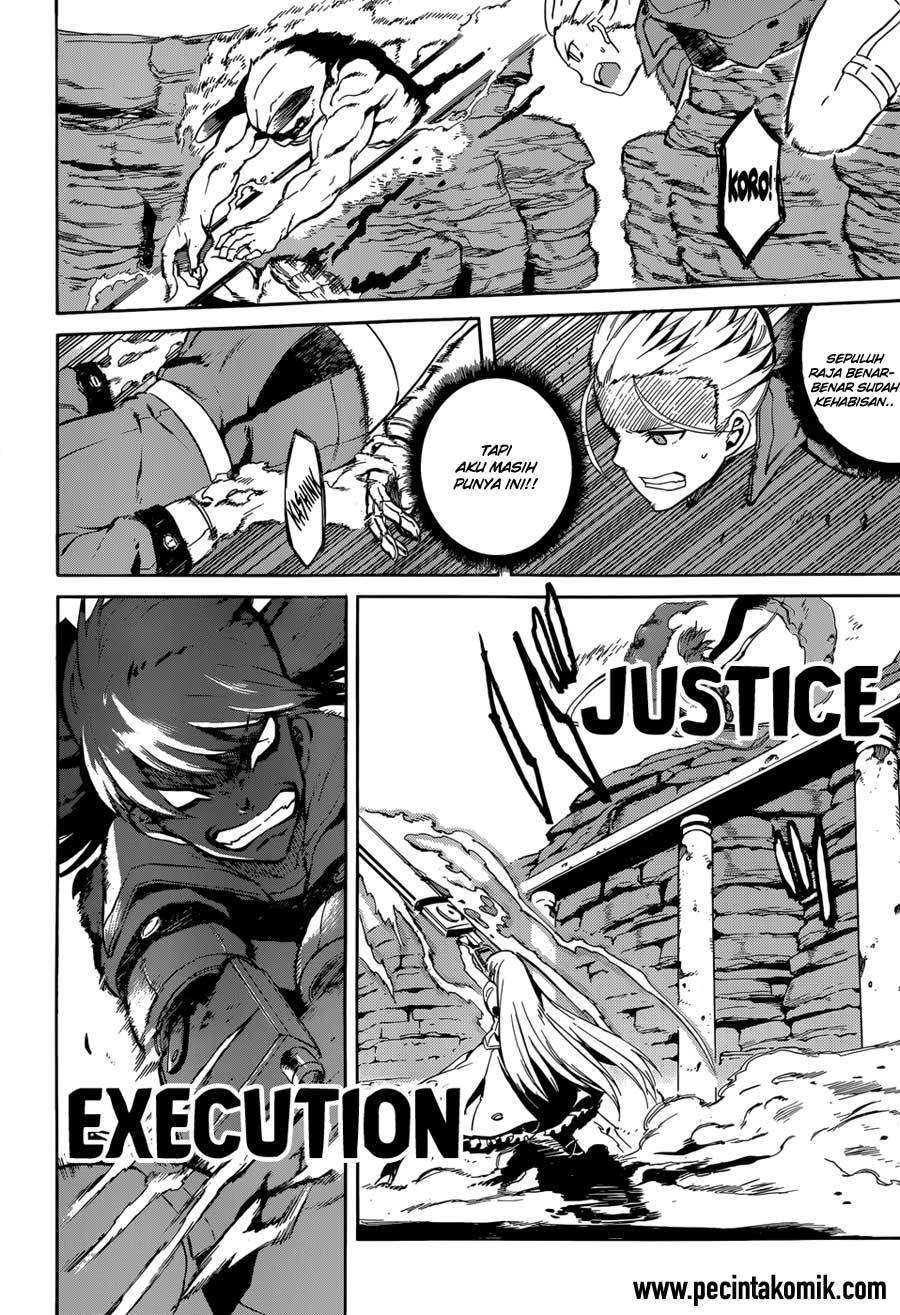 KORO!
SEPULUH
RAJA BENAR-
BENAR SUDAH
KEHABISAN..
TAPI
AKU MASIH
PUNYA INI!!
JUSTICE
EXECUTION
www.pecintakomik.com